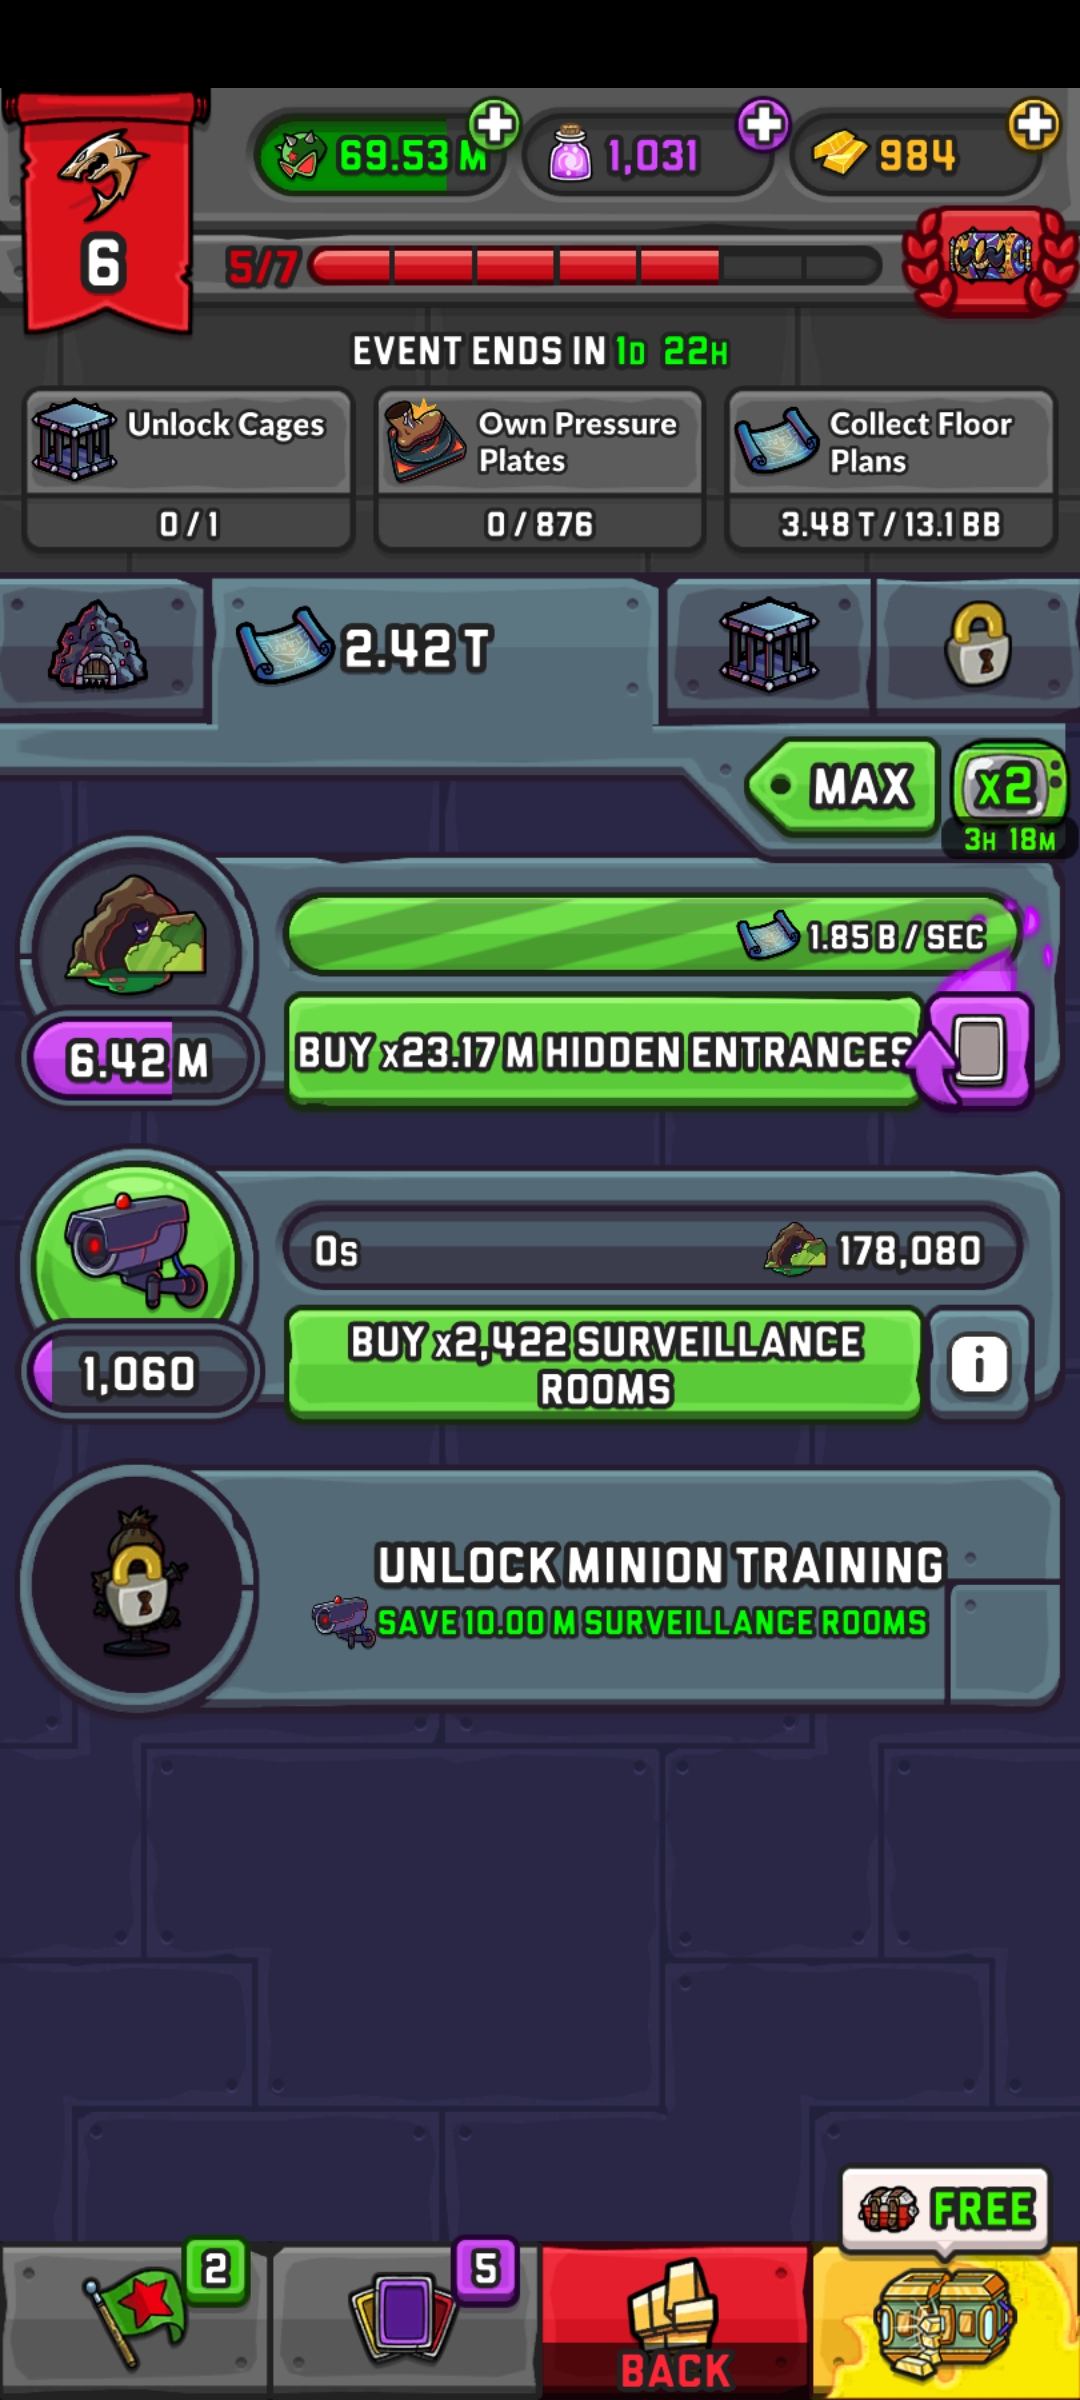 69.53 M
1,031
984
6
5/7
EVENT ENDS IN 1D 22H
Unlock Cages
0 / 1
Own Pressure
Plates
0 / 876
Collect Floor
Plans
3.48 T / 13.1 BB
2.42 T
MAX
x2
3H 18M
1.85 B / SEC
6.42 M
BUY x23.17 M HIDDEN ENTRANCES
0s
178,080
1,060
BUY x2,422 SURVEILLANCE
ROOMS
i
UNLOCK MINION TRAINING
SAVE 10.00 M SURVEILLANCE ROOMS
FREE
2
5
BACK